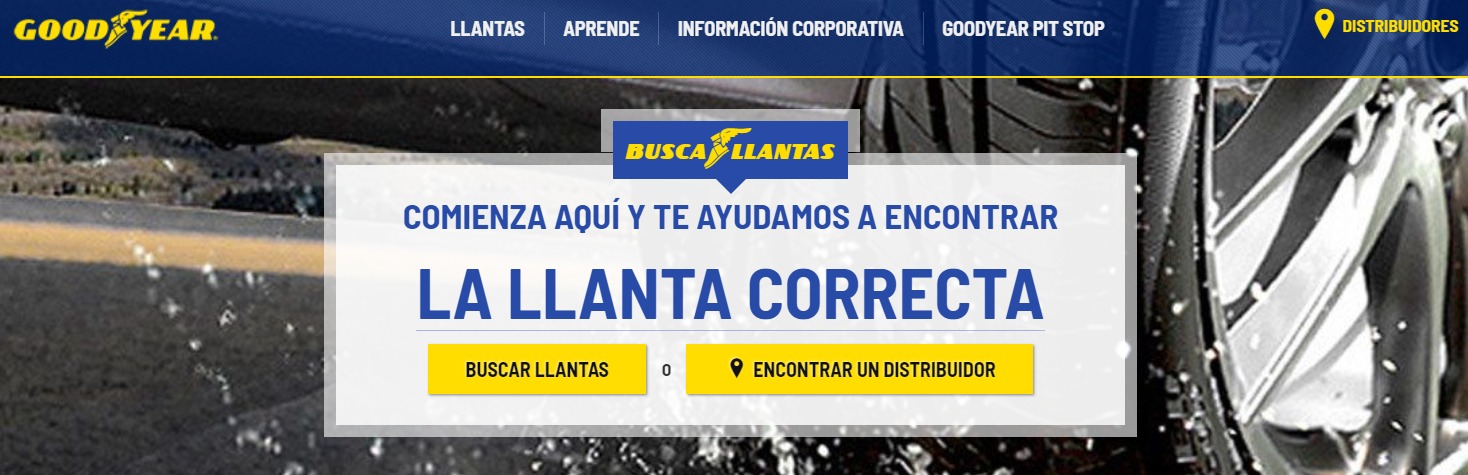 GOODYEAR
LLANTAS
APRENDE
INFORMACIÓN CORPORATIVA
GOODYEAR PIT STOP
DISTRIBUIDORES
BUSCA LLANTAS
COMIENZA AQUÍ Y TE AYUDAMOS A ENCONTRAR
LA LLANTA CORRECTA
BUSCAR LLANTAS
O
ENCONTRAR UN DISTRIBUIDOR